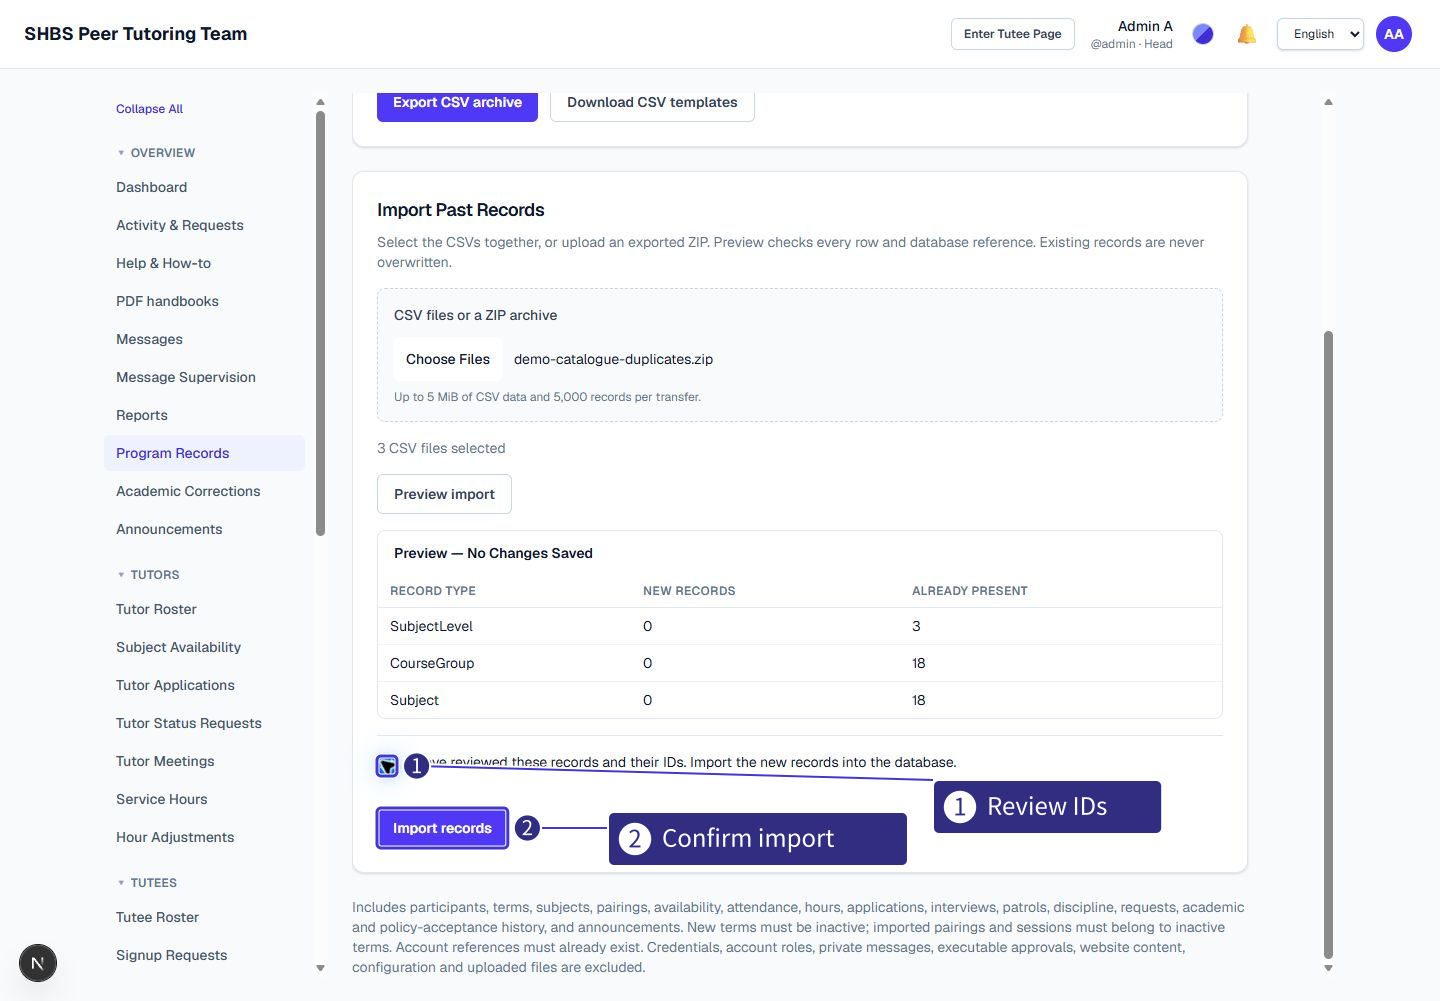 SHBS Peer Tutoring Team
Enter Tutee Page
Admin A
@admin · Head
English
AA
Collapse All
OVERVIEW
Dashboard
Activity & Requests
Help & How-to
PDF handbooks
Messages
Message Supervision
Reports
Program Records
Academic Corrections
Announcements
TUTORS
Tutor Roster
Subject Availability
Tutor Applications
Tutor Status Requests
Tutor Meetings
Service Hours
Hour Adjustments
TUTEES
Tutee Roster
Signup Requests
N
Export CSV archive
Download CSV templates
Import Past Records
Select the CSVs together, or upload an exported ZIP. Preview checks every row and database reference. Existing records are never
overwritten.
CSV files or a ZIP archive
Choose Files demo-catalogue-duplicates.zip
Up to 5 MiB of CSV data and 5,000 records per transfer.
3 CSV files selected
Preview import
Preview — No Changes Saved
RECORD TYPE NEW RECORDS ALREADY PRESENT
SubjectLevel 0 3
CourseGroup 0 18
Subject 0 18
1 reviewed these records and their IDs. Import the new records into the database.
1 Review IDs
Import records 2
2 Confirm import
Includes participants, terms, subjects, pairings, availability, attendance, hours, applications, interviews, patrols, discipline, requests, academic
and policy-acceptance history, and announcements. New terms must be inactive; imported pairings and sessions must belong to inactive
terms. Account references must already exist. Credentials, account roles, private messages, executable approvals, website content,
configuration and uploaded files are excluded.